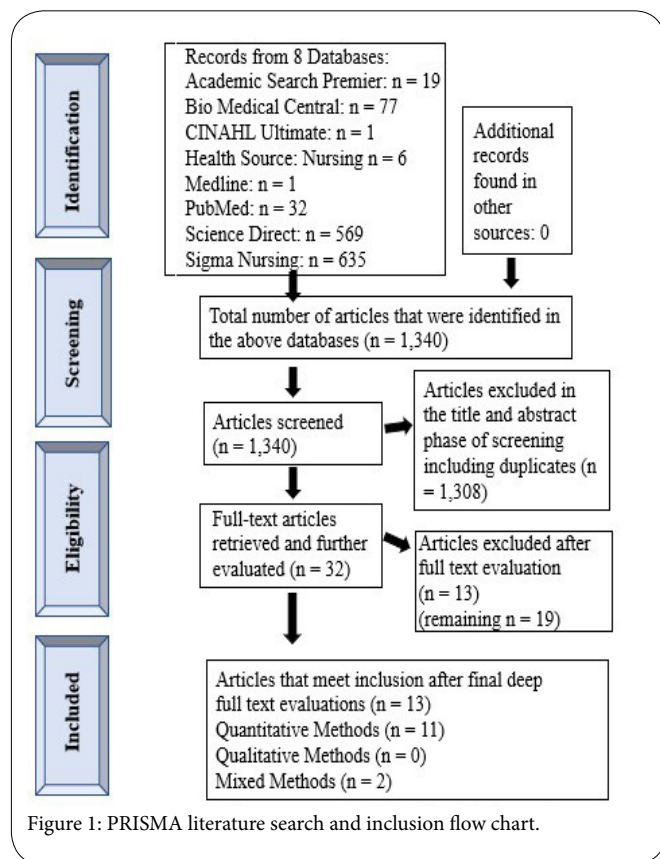 Identification
Records from 8 Databases:
Academic Search Premier: n = 19
Bio Medical Central: n = 77
CINAHL Ultimate: n = 1
Health Source: Nursing n = 6
Medline: n = 1
PubMed: n = 32
Science Direct: n = 569
Sigma Nursing: n = 635
Additional
records
found in
other
sources: 0
Screening
Total number of articles that were identified in
the above databases (n = 1,340)
Articles screened
(n = 1,340)
Articles excluded in
the title and abstract
phase of screening
including duplicates (n
= 1,308)
Eligibility
Full-text articles
retrieved and further
evaluated (n = 32)
Articles excluded after
full text evaluation
(n = 13)
(remaining n = 19)
Included
Articles that meet inclusion after final deep
full text evaluations (n = 13)
Quantitative Methods (n = 11)
Qualitative Methods (n = 0)
Mixed Methods (n = 2)
Figure 1: PRISMA literature search and inclusion flow chart.